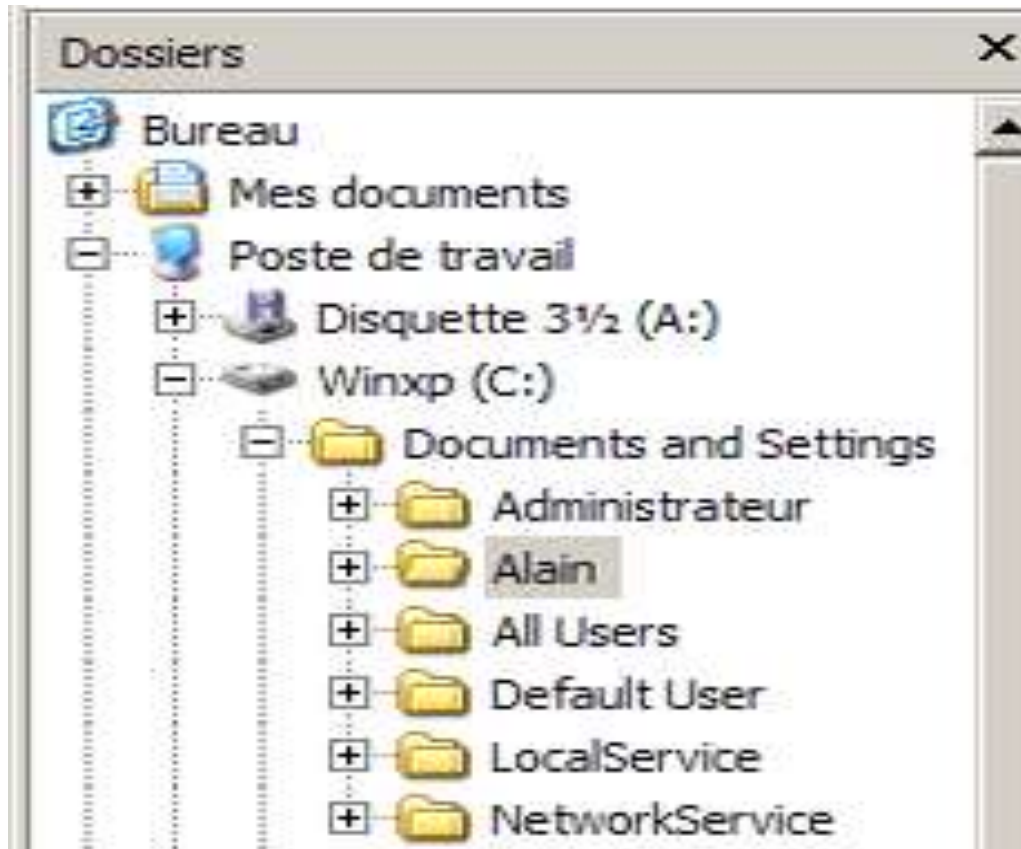 Dossiers
Bureau
Mes documents
Poste de travail
Disquette 3½ (A:)
Winxp (C:)
Documents and Settings
Administrateur
Alain
All Users
Default User
LocalService
NetworkService